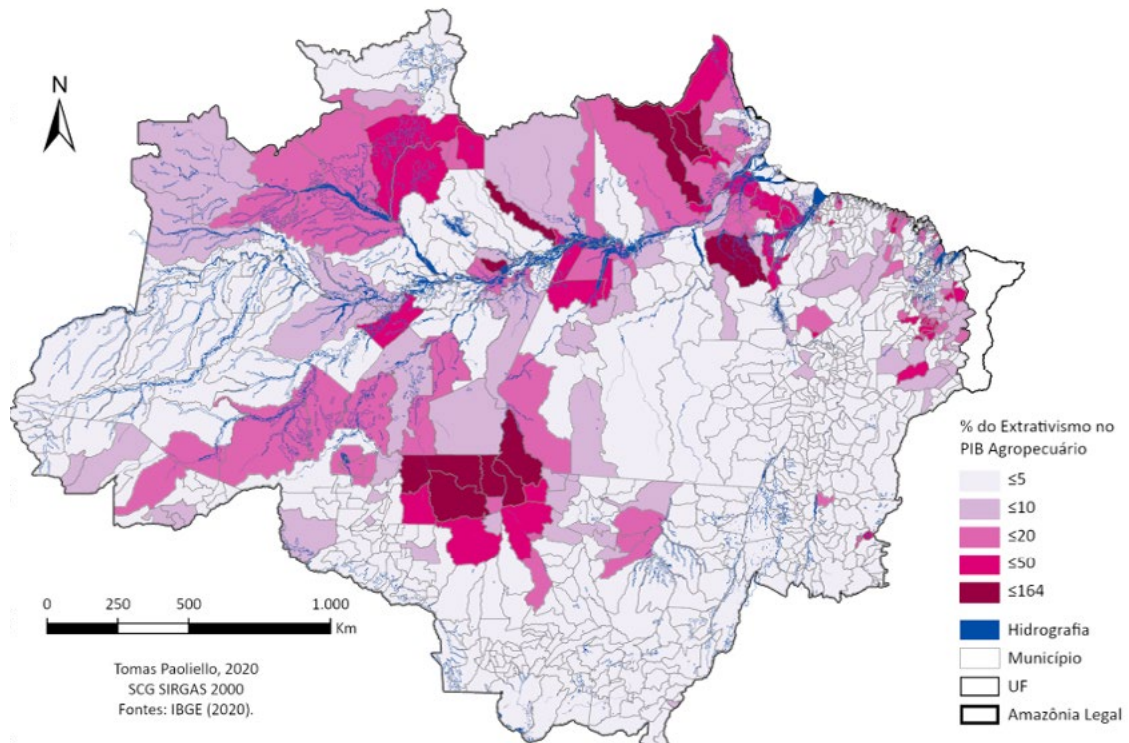 N
% do Extrativismo no
PIB Agropecuário
≤5
≤10
≤20
≤50
≤164
Hidrografia
Município
UF
Amazônia Legal
0 250 500 1.000
Km
Tomas Paoliello, 2020
SCG SIRGAS 2000
Fontes: IBGE (2020).